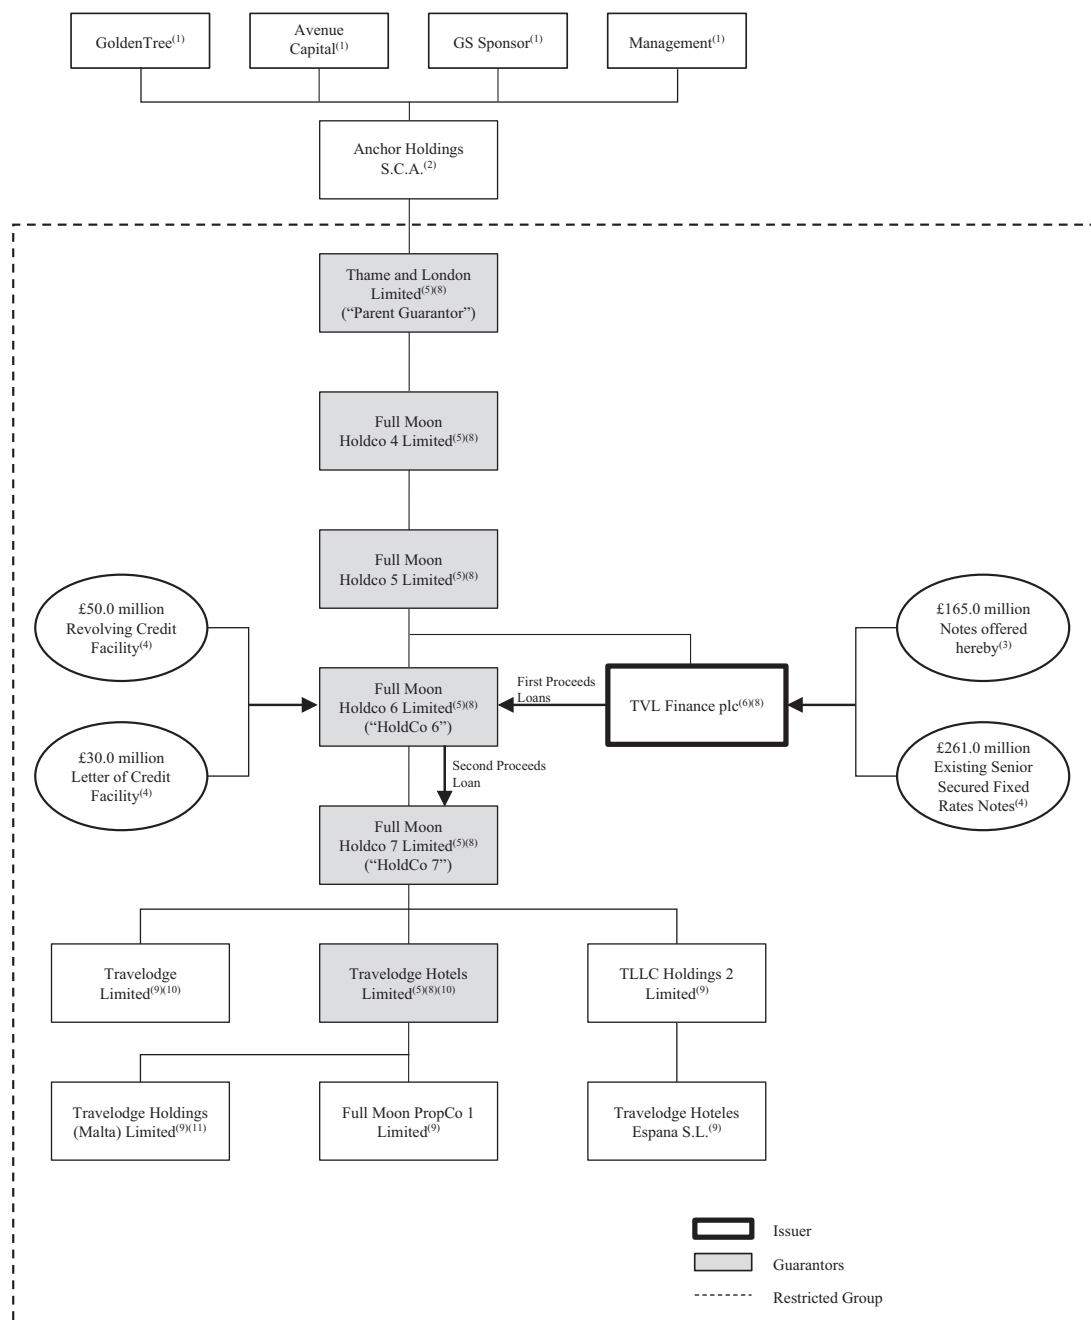 GoldenTree(1)
Avenue
Capital(1)
GS Sponsor(1)
Management(1)
Anchor Holdings
S.C.A.(2)
Thame and London
Limited(5)(8)
(“Parent Guarantor”)
Full Moon
Holdco 4 Limited(5)(8)
Full Moon
Holdco 5 Limited(5)(8)
£50.0 million
Revolving Credit
Facility(4)
£165.0 million
Notes offered
hereby(3)
Full Moon
Holdco 6 Limited(5)(8)
(“HoldCo 6”)
First Proceeds
Loans
TVL Finance plc(6)(8)
£30.0 million
Letter of Credit
Facility(4)
Second Proceeds
Loan
£261.0 million
Existing Senior
Secured Fixed
Rates Notes(4)
Full Moon
Holdco 7 Limited(5)(8)
(“HoldCo 7”)
Travelodge
Limited(9)(10)
Travelodge Hotels
Limited(5)(8)(10)
TLLC Holdings 2
Limited(9)
Travelodge Holdings
(Malta) Limited(9)(11)
Full Moon PropCo 1
Limited(9)
Travelodge Hoteles
Espana S.L.(9)
Issuer
Guarantors
Restricted Group